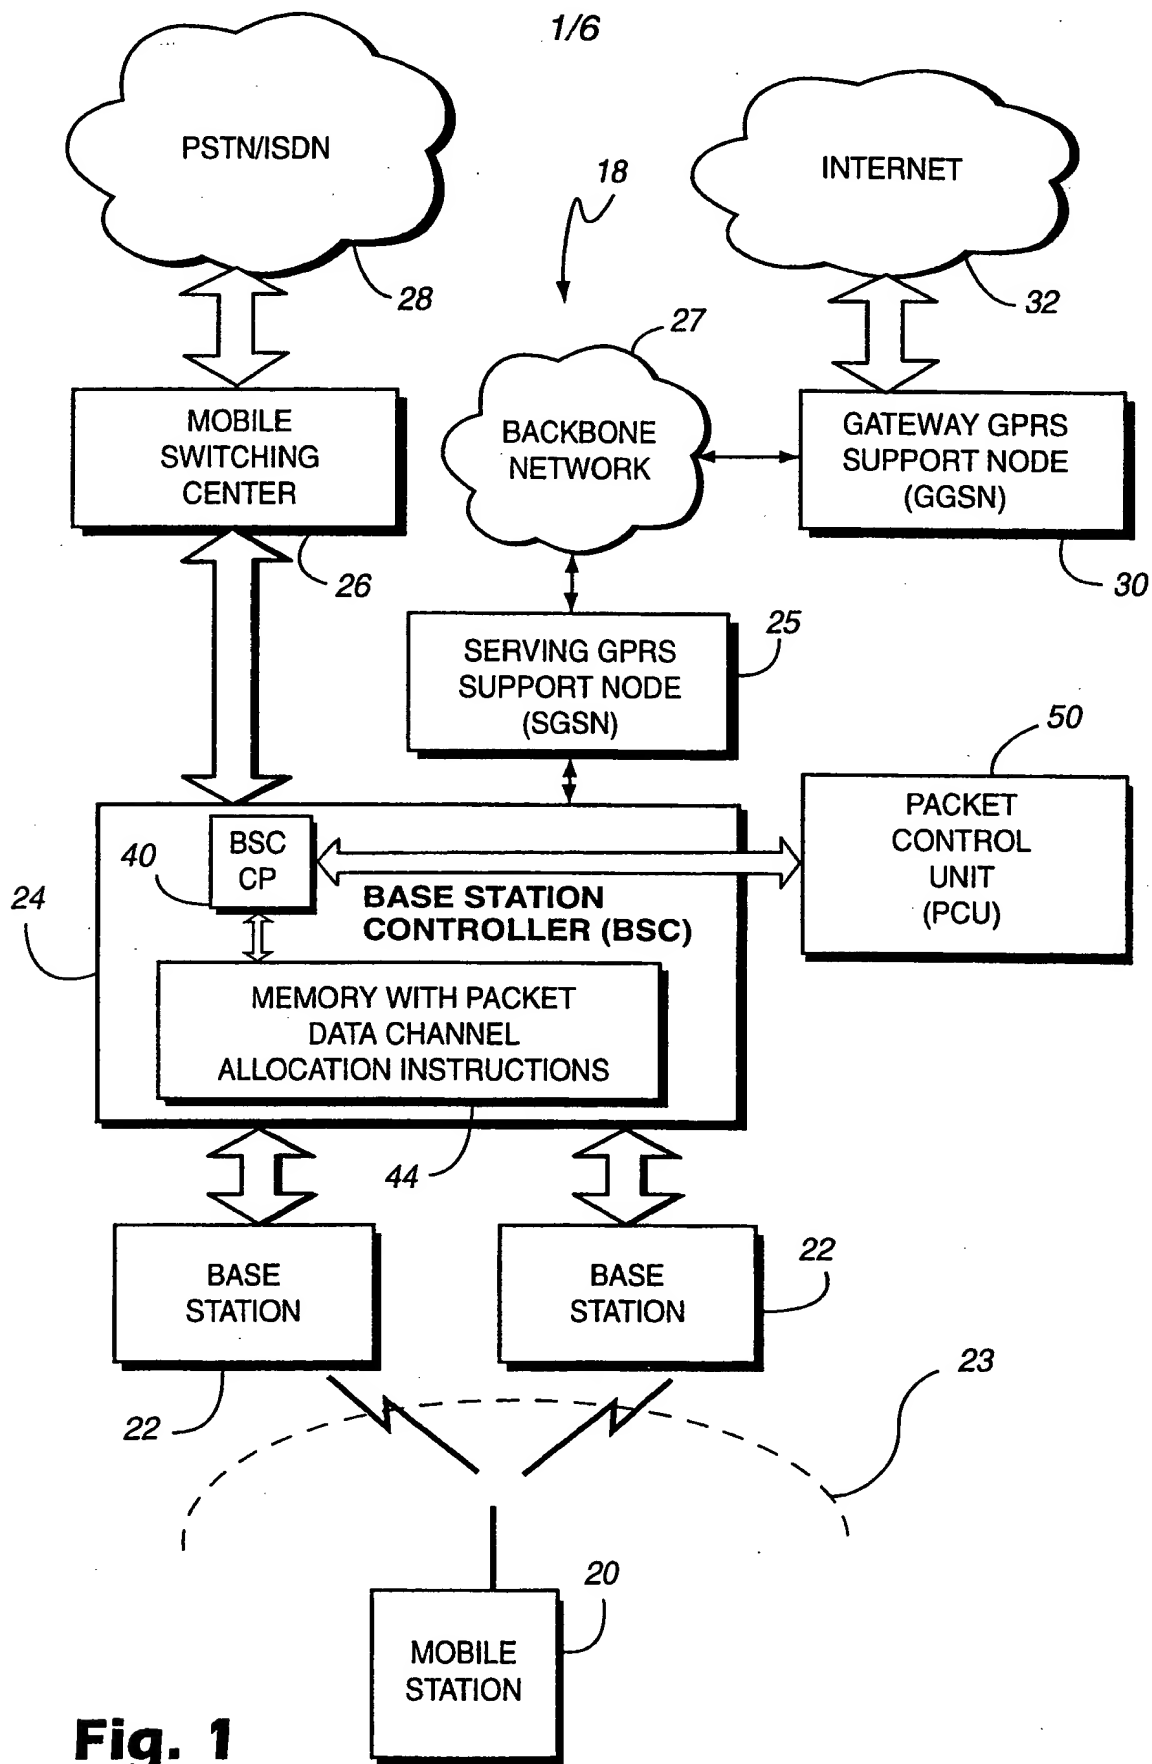 1/6
PSTN/ISDN
INTERNET
18
28
32
27
MOBILE
SWITCHING
CENTER
BACKBONE
NETWORK
GATEWAY GPRS
SUPPORT NODE
(GGSN)
26
30
25
SERVING GPRS
SUPPORT NODE
(SGSN)
50
PACKET
CONTROL
UNIT
(PCU)
BSC
CP
40
24
BASE STATION
CONTROLLER (BSC)
MEMORY WITH PACKET
DATA CHANNEL
ALLOCATION INSTRUCTIONS
44
BASE
STATION
BASE
STATION
22
22
23
20
MOBILE
STATION
Fig. 1